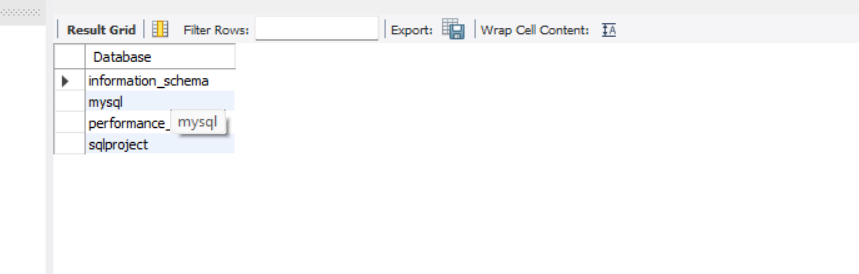 Result Grid Filter Rows: Export: Wrap Cell Content:
Database
information_schema
mysql
performance_
mysql
sqlproject